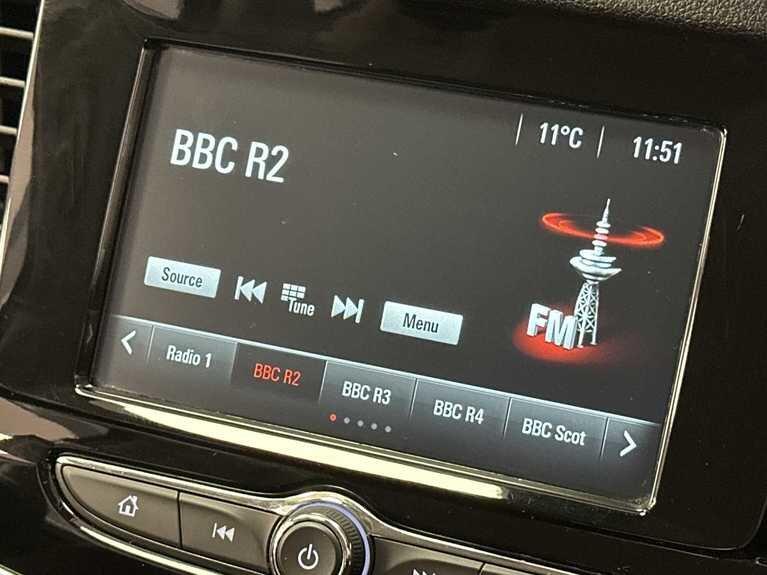 11°C 11:51
BBC R2
Source Tune Menu
FM
Radio 1 BBC R2 BBC R3 BBC R4 BBC Scot